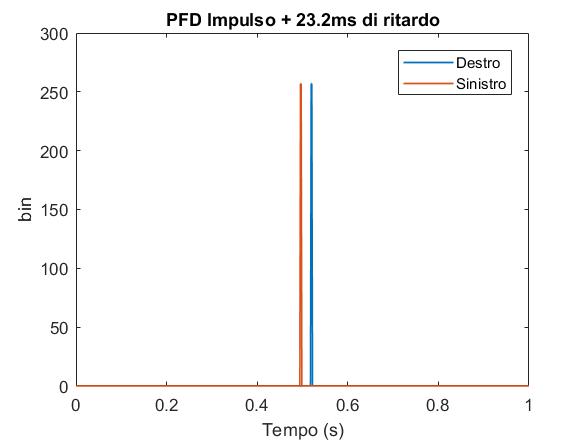 PFD Impulso + 23.2ms di ritardo
300
250
200
150
100
50
0
bin
Destro
Sinistro
0
0.2
0.4
0.6
0.8
1
Tempo (s)